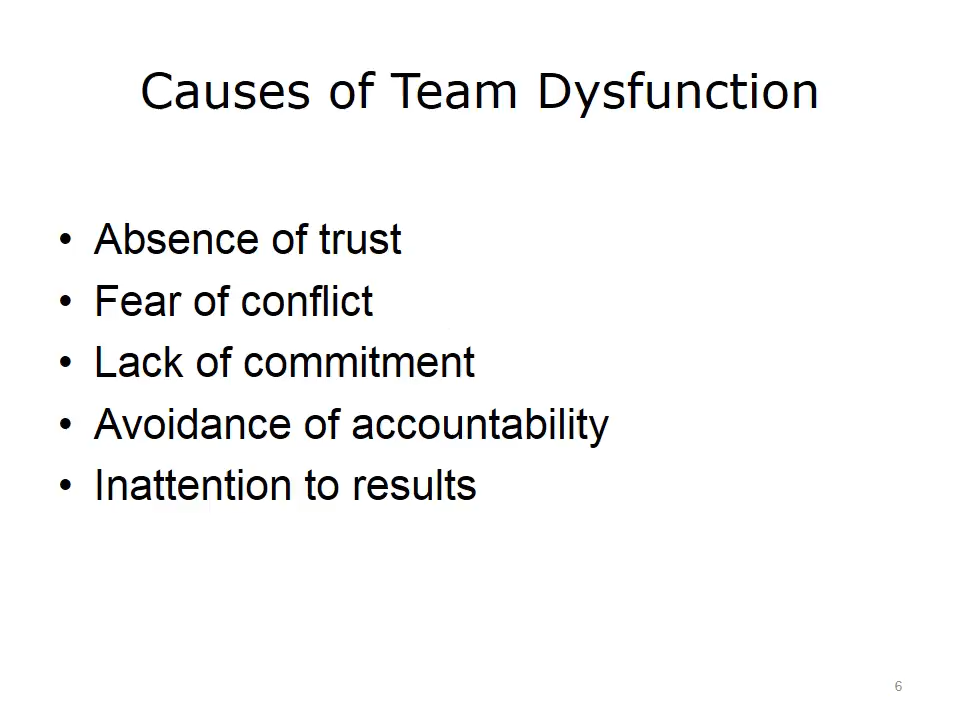 Causes of Team Dysfunction
• Absence of trust
• Fear of conflict
• Lack of commitment
• Avoidance of accountability
• Inattention to results
6